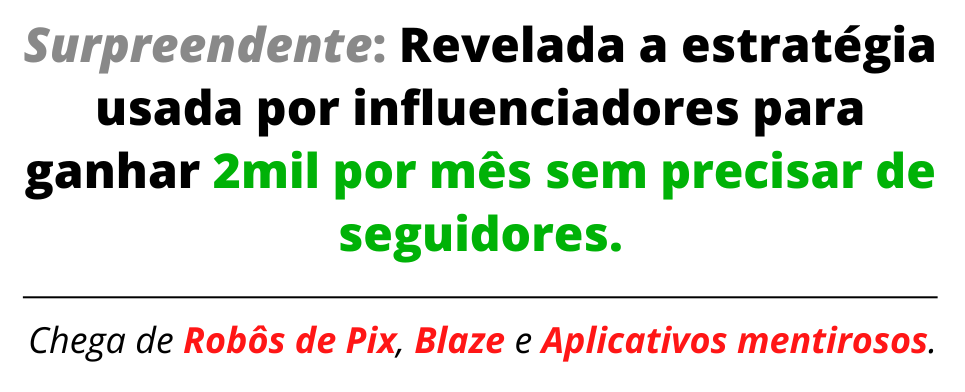 Surpreendente: Revelada a estratégia
usada por influenciadores para
ganhar 2mil por mês sem precisar de
seguidores.
Chega de Robôs de Pix, Blaze e Aplicativos mentirosos.